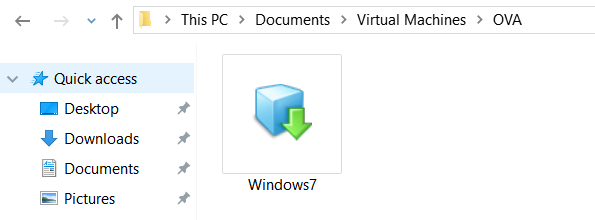 This PC > Documents > Virtual Machines > OVA
Quick access
Desktop
Downloads
Documents
Pictures
Windows7